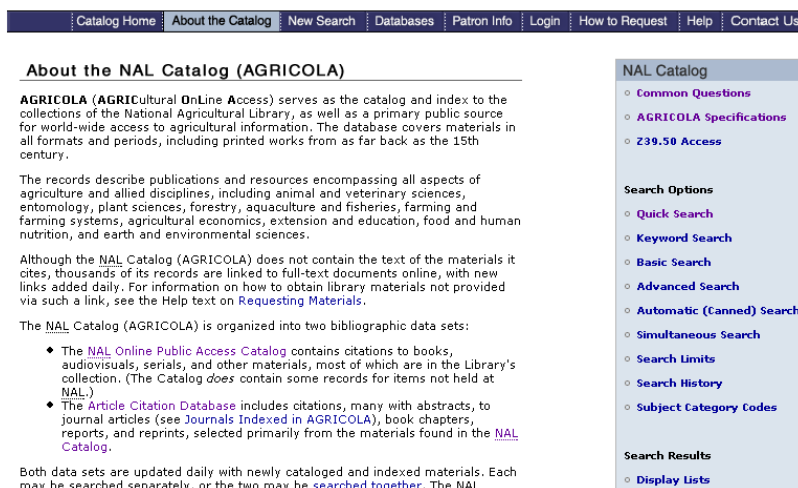 Catalog Home About the Catalog New Search Databases Patron Info Login How to Request Help Contact Us
About the NAL Catalog (AGRICOLA)
AGRICOLA (AGRICultural OnLine Access) serves as the catalog and index to the
collections of the National Agricultural Library, as well as a primary public source
for world-wide access to agricultural information. The database covers materials in
all formats and periods, including printed works from as far back as the 15th
century.
The records describe publications and resources encompassing all aspects of
agriculture and allied disciplines, including animal and veterinary sciences,
entomology, plant sciences, forestry, aquaculture and fisheries, farming and
farming systems, agricultural economics, extension and education, food and human
nutrition, and earth and environmental sciences.
Although the NAL Catalog (AGRICOLA) does not contain the text of the materials it
cites, thousands of its records are linked to full-text documents online, with new
links added daily. For information on how to obtain library materials not provided
via such a link, see the Help text on Requesting Materials.
The NAL Catalog (AGRICOLA) is organized into two bibliographic data sets:
◆ The NAL Online Public Access Catalog contains citations to books,
audiovisuals, serials, and other materials, most of which are in the Library's
collection. (The Catalog does contain some records for items not held at
NAL.)
◆ The Article Citation Database includes citations, many with abstracts, to
journal articles (see Journals Indexed in AGRICOLA), book chapters,
reports, and reprints, selected primarily from the materials found in the NAL
Catalog.
Both data sets are updated daily with newly cataloged and indexed materials. Each
may be searched separately, or the two may be searched together. The NAL
NAL Catalog
Common Questions
AGRICOLA Specifications
Z39.50 Access
Search Options
Quick Search
Keyword Search
Basic Search
Advanced Search
Automatic (Canned) Search
Simultaneous Search
Search Limits
Search History
Subject Category Codes
Search Results
Display Lists